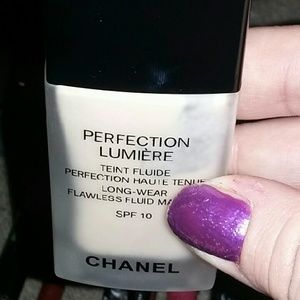 PERFECTION
LUMIÈRE
TEINT FLUIDE
PERFECTION HAUTE TENUE
LONG-WEAR
FLAWLESS FLUID
SPF 10
CHANEL